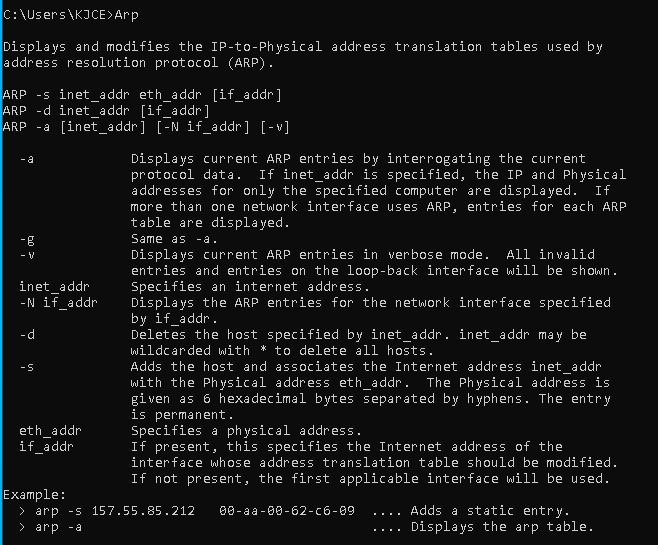 C:\Users\KJCE>Arp
Displays and modifies the IP-to-Physical address translation tables used by
address resolution protocol (ARP).
ARP -s inet_addr eth_addr [if_addr]
ARP -d inet_addr [if_addr]
ARP -a [inet_addr] [-N if_addr] [-v]
-a Displays current ARP entries by interrogating the current
protocol data.  If inet_addr is specified, the IP and Physical
addresses for only the specified computer are displayed.  If
more than one network interface uses ARP, entries for each ARP
table are displayed.
-g Same as -a.
-v Displays current ARP entries in verbose mode.  All invalid
entries and entries on the loop-back interface will be shown.
inet_addr Specifies an internet address.
-N if_addr Displays the ARP entries for the network interface specified
by if_addr.
-d Deletes the host specified by inet_addr. inet_addr may be
wildcarded with * to delete all hosts.
-s Adds the host and associates the Internet address inet_addr
with the Physical address eth_addr.  The Physical address is
given as 6 hexadecimal bytes separated by hyphens. The entry
is permanent.
eth_addr Specifies a physical address.
if_addr If present, this specifies the Internet address of the
interface whose address translation table should be modified.
If not present, the first applicable interface will be used.
Example:
> arp -s 157.55.85.212   00-aa-00-62-c6-09  .... Adds a static entry.
> arp -a                                    .... Displays the arp table.